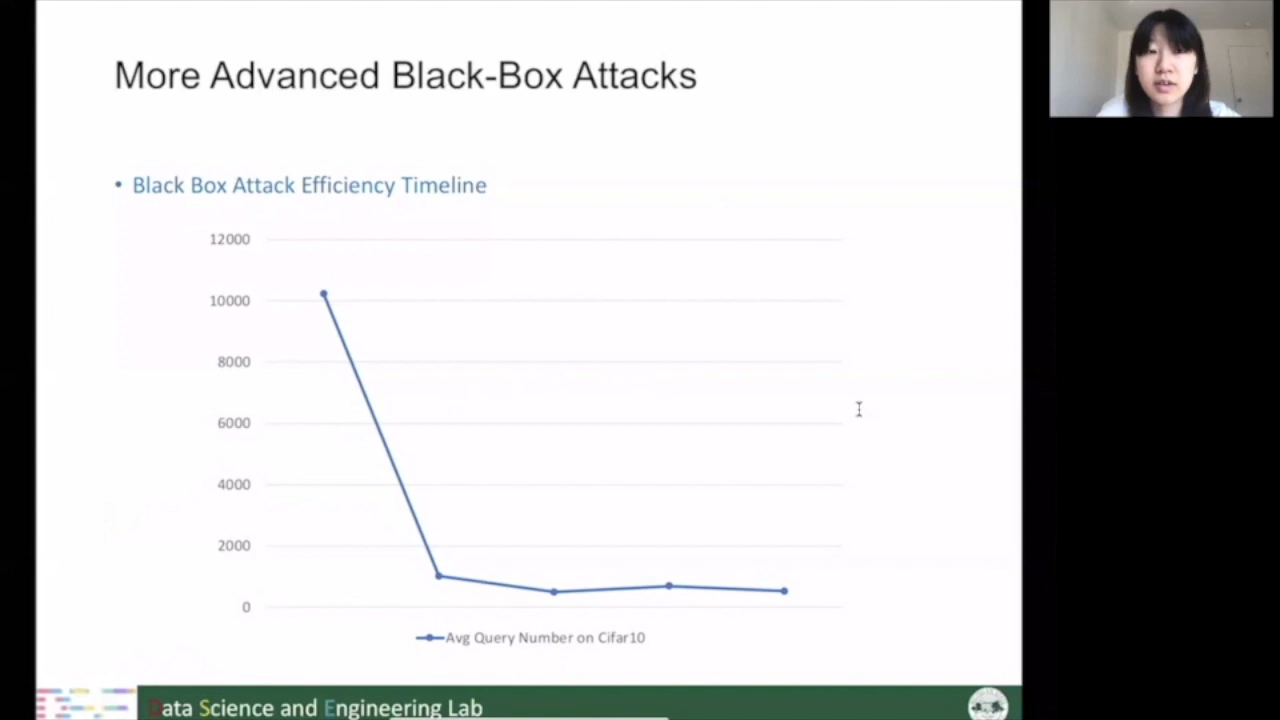 More Advanced Black-Box Attacks
• Black Box Attack Efficiency Timeline
12000
10000
8000
6000
4000
2000
0
Avg Query Number on Cifar10
Data Science and Engineering Lab